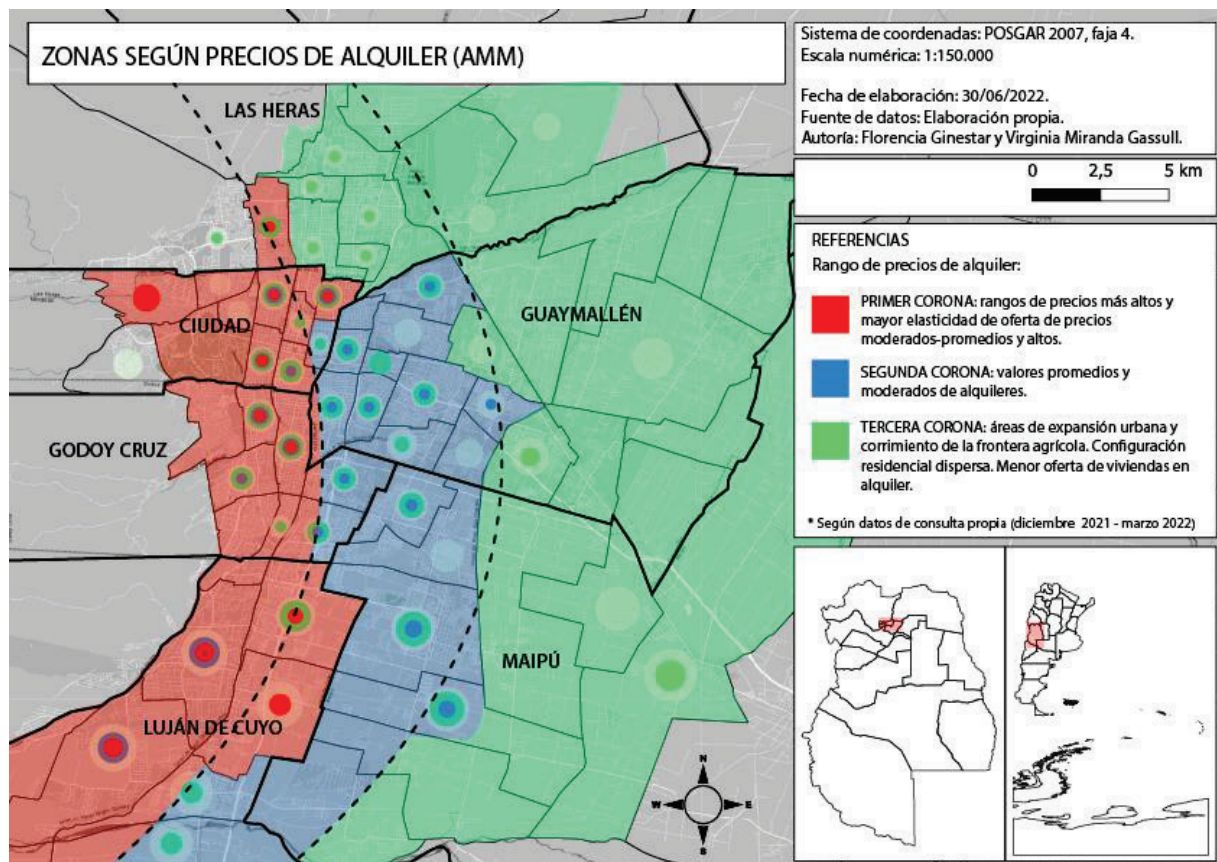 ZONAS SEGÚN PRECIOS DE ALQUILER (AMM)
Sistema de coordenadas: POSGAR 2007, faja 4.
Escala numérica: 1:150.000
Fecha de elaboración: 30/06/2022.
Fuente de datos: Elaboración propia.
Autoría: Florencia Ginestar y Virginia Miranda Gassull.
0 2,5 5 km
REFERENCIAS
Rango de precios de alquiler:
PRIMER CORONA: rangos de precios más altos y
mayor elasticidad de oferta de precios
moderados-promedios y altos.
SEGUNDA CORONA: valores promedios y
moderados de alquileres.
TERCERA CORONA: áreas de expansión urbana y
corrimiento de la frontera agrícola. Configuración
residencial dispersa. Menor oferta de viviendas en
alquiler.
* Según datos de consulta propia (diciembre 2021 - marzo 2022)
LAS HERAS
CIUDAD
GUAYMALLÉN
GODOY CRUZ
MAIPÚ
LUJÁN DE CUYO
N
W E
S